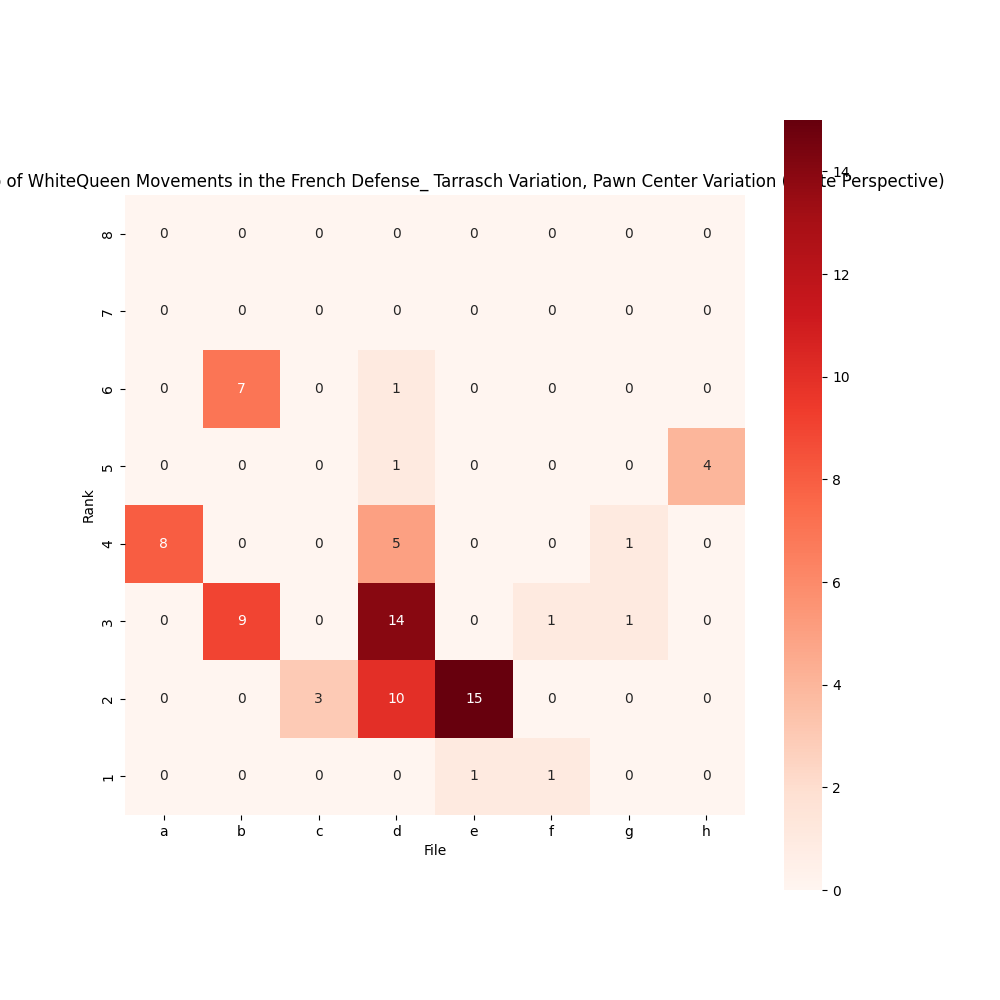 of WhiteQueen Movements in the French Defense_ Tarrasch Variation, Pawn Center Variation ( te Perspective)
8 0 0 0 0 0 0 0 0
7 0 0 0 0 0 0 0 0
6 0 7 0 1 0 0 0 0
5 0 0 0 1 0 0 0 4
4 8 0 0 5 0 0 1 0
3 0 9 0 14 0 1 1 0
2 0 0 3 10 15 0 0 0
1 0 0 0 0 1 1 0 0
a b c d e f g h
File
Rank
14
12
10
8
6
4
2
0